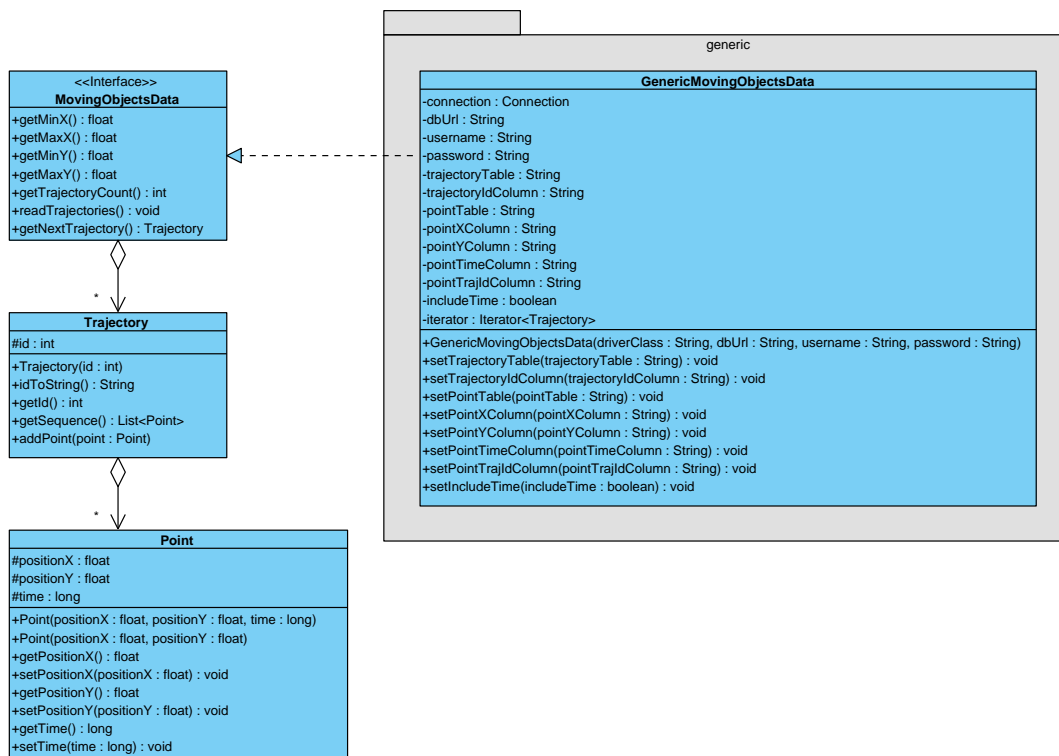 <<Interface>>
MovingObjectsData
+getMinX() : float
+getMaxX() : float
+getMinY() : float
+getMaxY() : float
+getTrajectoryCount() : int
+readTrajectories() : void
+getNextTrajectory() : Trajectory
*
Trajectory
#id : int
+Trajectory(id : int)
+idToString() : String
+getId() : int
+getSequence() : List<Point>
+addPoint(point : Point)
*
Point
#positionX : float
#positionY : float
#time : long
+Point(positionX : float, positionY : float, time : long)
+Point(positionX : float, positionY : float)
+getPositionX() : float
+setPositionX(positionX : float) : void
+getPositionY() : float
+setPositionY(positionY : float) : void
+getTime() : long
+setTime(time : long) : void
generic
GenericMovingObjectsData
-connection : Connection
-dbUrl : String
-username : String
-password : String
-trajectoryTable : String
-trajectoryIdColumn : String
-pointTable : String
-pointXColumn : String
-pointYColumn : String
-pointTimeColumn : String
-pointTrajIdColumn : String
-includeTime : boolean
-iterator : Iterator<Trajectory>
+GenericMovingObjectsData(driverClass : String, dbUrl : String, username : String, password : String)
+setTrajectoryTable(trajectoryTable : String) : void
+setTrajectoryIdColumn(trajectoryIdColumn : String) : void
+setPointTable(pointTable : String) : void
+setPointXColumn(pointXColumn : String) : void
+setPointYColumn(pointYColumn : String) : void
+setPointTimeColumn(pointTimeColumn : String) : void
+setPointTrajIdColumn(pointTrajIdColumn : String) : void
+setIncludeTime(includeTime : boolean) : void